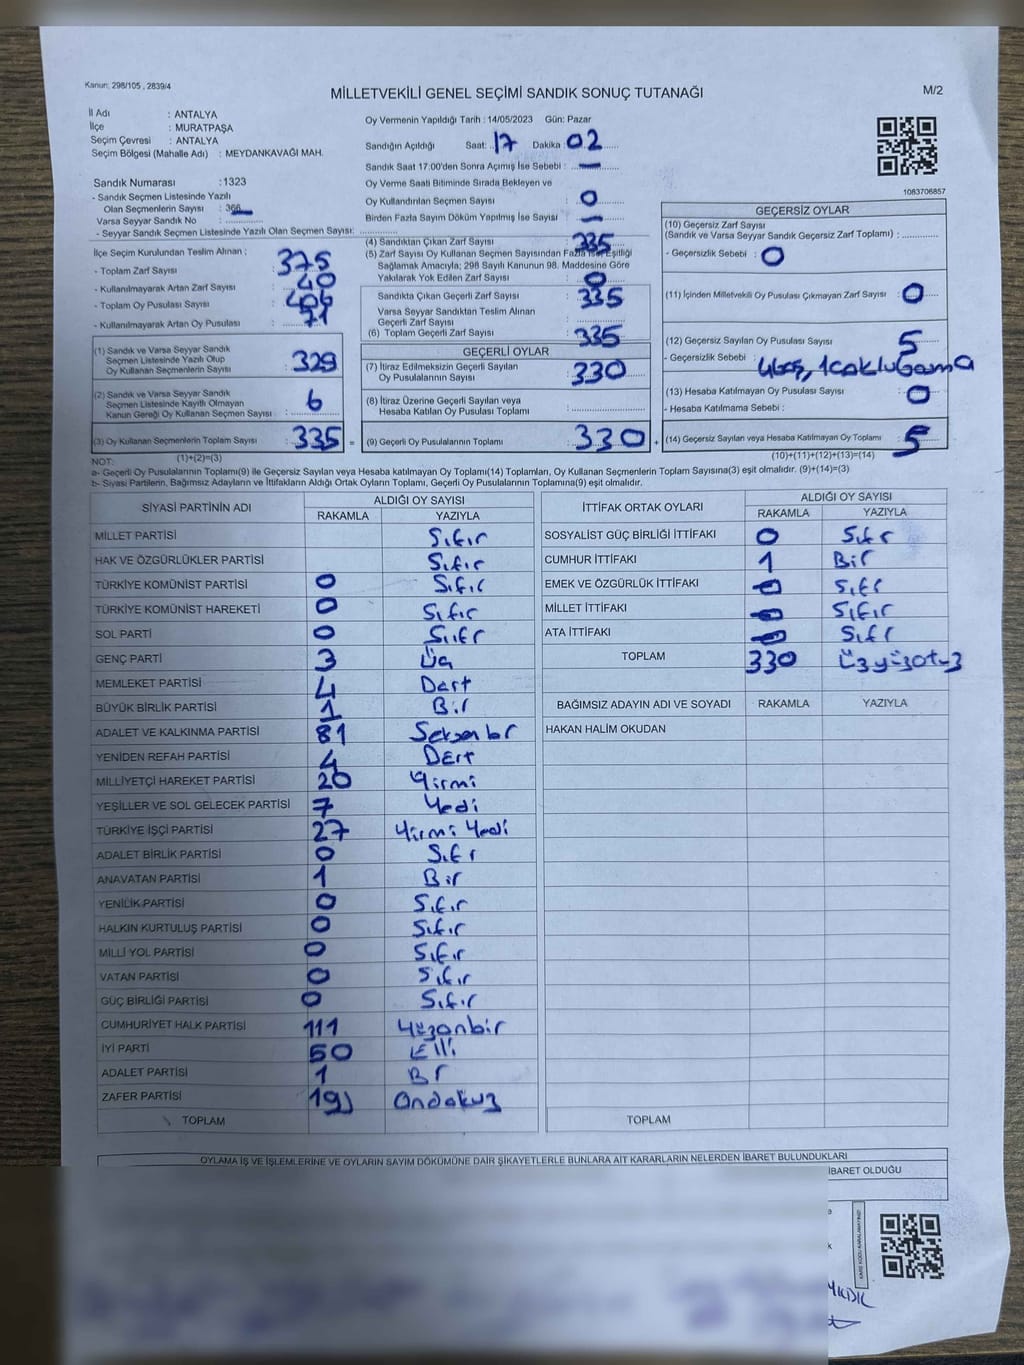 Kanun: 298/105 , 2839/4
MİLLETVEKİLİ GENEL SEÇİMİ SANDIK SONUÇ TUTANAĞI
M/2
İl Adı : ANTALYA
İlçe : MURATPAŞA
Seçim Çevresi : ANTALYA
Seçim Bölgesi (Mahalle Adı) : MEYDANKAVAĞI MAH.
Sandık Numarası : 1323
- Sandık Seçmen Listesinde Yazılı
Olan Seçmenlerin Sayısı : 366
Varsa Seyyar Sandık No :
- Seyyar Sandık Seçmen Listesinde Yazılı Olan Seçmen Sayısı:
Oy Vermenin Yapıldığı Tarih : 14/05/2023 Gün: Pazar
Sandığın Açıldığı Saat: 17 Dakika: 02
Sandık Saat 17:00'den Sonra Açımış İse Sebebi : —
Oy Verme Saati Bitiminde Sırada Bekleyen ve
Oy Kullandırılan Seçmen Sayısı : 0
Birden Fazla Sayım Döküm Yapılmış İse Sayısı : —
1083706857
İlçe Seçim Kurulundan Teslim Alınan :
- Toplam Zarf Sayısı : 375
- Kullanılmayarak Artan Zarf Sayısı : 40
- Toplam Oy Pusulası Sayısı : 406
- Kullanılmayarak Artan Oy Pusulası : 71
(4) Sandıktan Çıkan Zarf Sayısı : 335
(5) Zarf Sayısı Oy Kullanan Seçmen Sayısından Fazla ise, Eşitliği
Sağlamak Amacıyla; 298 Sayılı Kanunun 98. Maddesine Göre
Yakılarak Yok Edilen Zarf Sayısı : 0
Sandıkta Çıkan Geçerli Zarf Sayısı : 335
Varsa Seyyar Sandıktan Teslim Alınan
Geçerli Zarf Sayısı :
(6) Toplam Geçerli Zarf Sayısı : 335
GEÇERSİZ OYLAR
(10) Geçersiz Zarf Sayısı
(Sandık ve Varsa Seyyar Sandık Geçersiz Zarf Toplamı) :
- Geçersizlik Sebebi : 0
(11) İçinden Milletvekili Oy Pusulası Çıkmayan Zarf Sayısı : 0
(12) Geçersiz Sayılan Oy Pusulası Sayısı : 5
- Geçersizlik Sebebi :
(13) Hesaba Katılmayan Oy Pusulası Sayısı : 0
- Hesaba Katılmama Sebebi :
(14) Geçersiz Sayılan veya Hesaba Katılmayan Oy Toplamı : 5
(10)+(11)+(12)+(13)=(14)
(1) Sandık ve Varsa Seyyar Sandık
Seçmen Listesinde Yazılı Olup
Oy Kullanan Seçmenlerin Sayısı : 329
(2) Sandık ve Varsa Seyyar Sandık
Seçmen Listesinde Kayıtlı Olmayan
Kanun Gereği Oy Kullanan Seçmen Sayısı : 6
(3) Oy Kullanan Seçmenlerin Toplam Sayısı : 335 =
(1)+(2)=(3)
GEÇERLİ OYLAR
(7) İtiraz Edilmeksizin Geçerli Sayılan
Oy Pusulalarının Sayısı : 330
(8) İtiraz Üzerine Geçerli Sayılan veya
Hesaba Katılan Oy Pusulası Toplamı :
(9) Geçerli Oy Pusulalarının Toplamı : 330 +
NOT:
a- Geçerli Oy Pusulalarının Toplamı(9) ile Geçersiz Sayılan veya Hesaba katılmayan Oy Toplamı(14) Toplamları, Oy Kullanan Seçmenlerin Toplam Sayısına(3) eşit olmalıdır. (9)+(14)=(3)
b- Siyasi Partilerin, Bağımsız Adayların ve İttifakların Aldığı Ortak Oyların Toplamı, Geçerli Oy Pusulalarının Toplamına(9) eşit olmalıdır.
SİYASİ PARTİNİN ADI ALDIĞI OY SAYISI
RAKAMLA YAZIYLA
MİLLET PARTİSİ Sıfır
HAK VE ÖZGÜRLÜKLER PARTİSİ Sıfır
TÜRKİYE KOMÜNİST PARTİSİ 0 Sıfır
TÜRKİYE KOMÜNİST HAREKETİ 0 Sıfır
SOL PARTİ 0 Sııfr
GENÇ PARTİ 3 Üç
MEMLEKET PARTİSİ 4 Dört
BÜYÜK BİRLİK PARTİSİ 1 Bir
ADALET VE KALKINMA PARTİSİ 81 Seksenbr
YENİDEN REFAH PARTİSİ 4 Dört
MİLLİYETÇİ HAREKET PARTİSİ 20 Yirmi
YEŞİLLER VE SOL GELECEK PARTİSİ 7 Yedi
TÜRKİYE İŞÇİ PARTİSİ 27 Yirmi Yedi
ADALET BİRLİK PARTİSİ 0 Sıfr
ANAVATAN PARTİSİ 1 Bir
YENİLİK PARTİSİ 0 Sıfır
HALKIN KURTULUŞ PARTİSİ 0 Sıfır
MİLLİ YOL PARTİSİ 0 Sıfır
VATAN PARTİSİ 0 Sıfır
GÜÇ BİRLİĞİ PARTİSİ 0 Sıfır
CUMHURİYET HALK PARTİSİ 111 Yüzonbir
İYİ PARTİ 50 Elli
ADALET PARTİSİ 1 Br
ZAFER PARTİSİ 19 Ondokuz
TOPLAM
İTTİFAK ORTAK OYLARI ALDIĞI OY SAYISI
RAKAMLA YAZIYLA
SOSYALİST GÜÇ BİRLİĞİ İTTİFAKI 0 Sıfr
CUMHUR İTTİFAKI 1 Bir
EMEK VE ÖZGÜRLÜK İTTİFAKI 0 Sıfr
MİLLET İTTİFAKI 0 Sıfır
ATA İTTİFAKI 0 Sıfr
TOPLAM 330 Üçyüzotuz
BAĞIMSIZ ADAYIN ADI VE SOYADI RAKAMLA YAZIYLA
HAKAN HALİM OKUDAN
TOPLAM
OYLAMA İŞ VE İŞLEMLERİNE VE OYLARIN SAYIM DÖKÜMÜNE DAİR ŞİKAYETLERLE BUNLARA AİT KARARLARIN NELERDEN İBARET BULUNDUKLARI
İBARET OLDUĞU